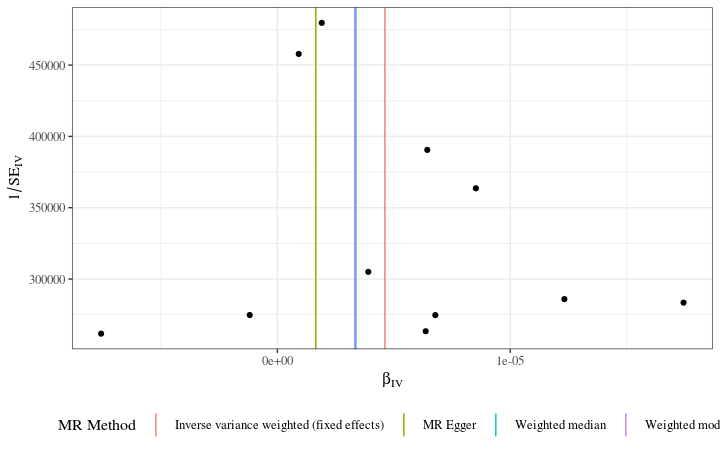 450000
400000
350000
300000
1/SE_IV
0e+00
1e-05
β_IV
MR Method
Inverse variance weighted (fixed effects)
MR Egger
Weighted median
Weighted mod